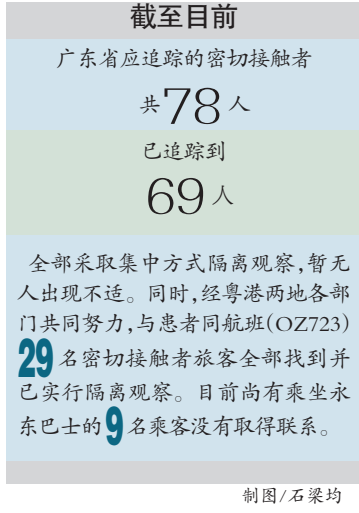 截至目前
广东省应追踪的密切接触者
共78人
已追踪到
69人
全部采取集中方式隔离观察,暂无
人出现不适。同时,经粤港两地各部
门共同努力,与患者同航班(OZ723)
29名密切接触者旅客全部找到并
已实行隔离观察。目前尚有乘坐永
东巴士的9名乘客没有取得联系。
制图/石梁均